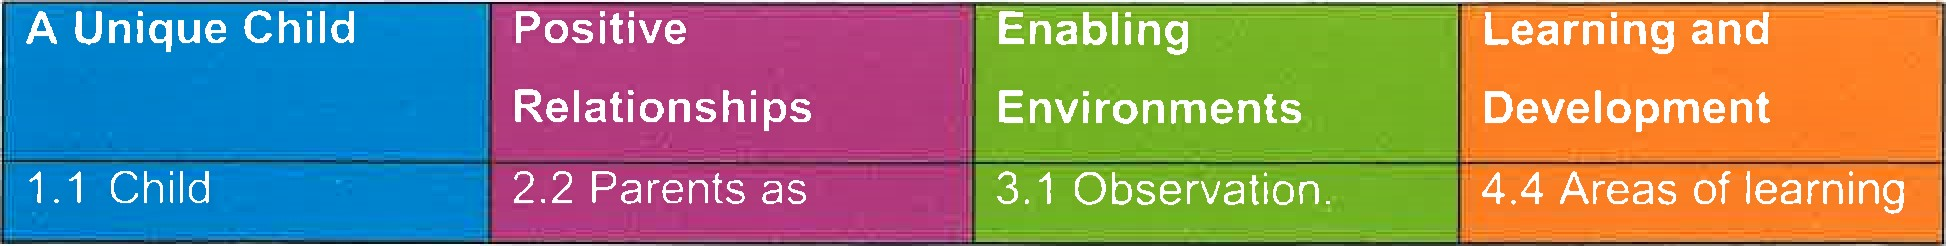 A Unique Child
Positive
Relationships
Enabling
Environments
Learning and
Development
1.1 Child
2.2 Parents as
3.1 Observation.
4.4 Areas of learning